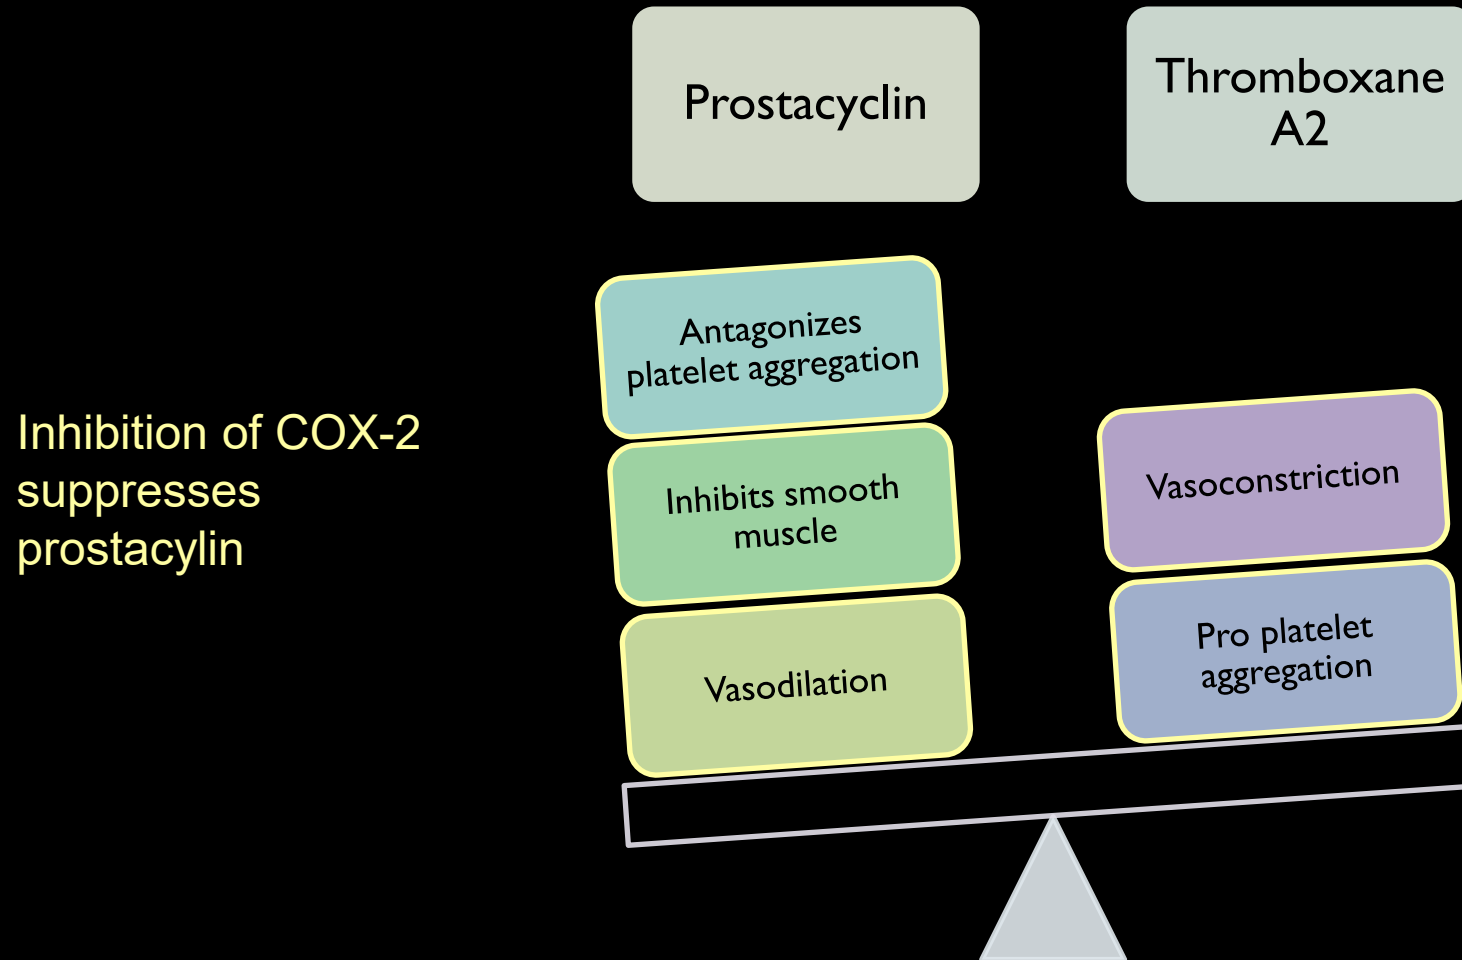 Prostacyclin
Thromboxane
A2
Antagonizes
platelet aggregation
Inhibits smooth
muscle
Vasodilation
Vasoconstriction
Pro platelet
aggregation
Inhibition of COX-2
suppresses
prostacylin